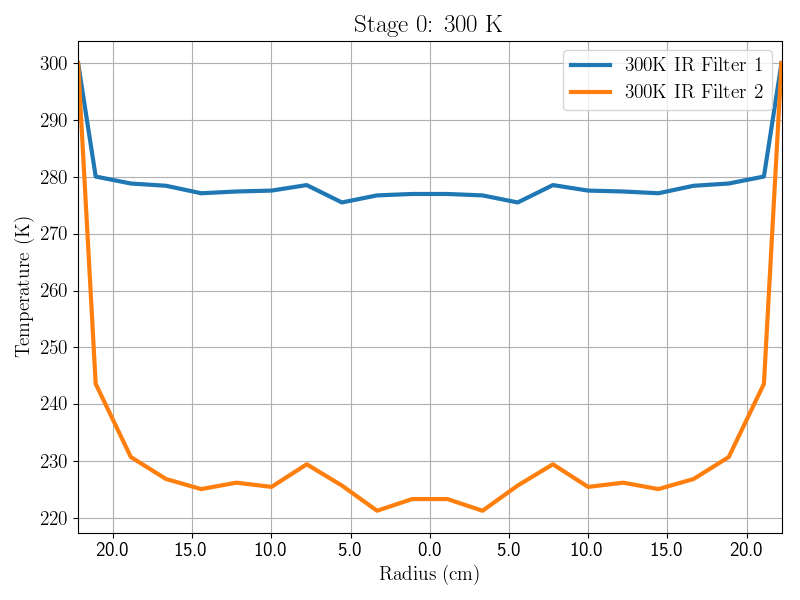 Stage 0: 300 K
300K IR Filter 1
300K IR Filter 2
Temperature (K)
300
290
280
270
260
250
240
230
220
20.0 15.0 10.0 5.0 0.0 5.0 10.0 15.0 20.0
Radius (cm)